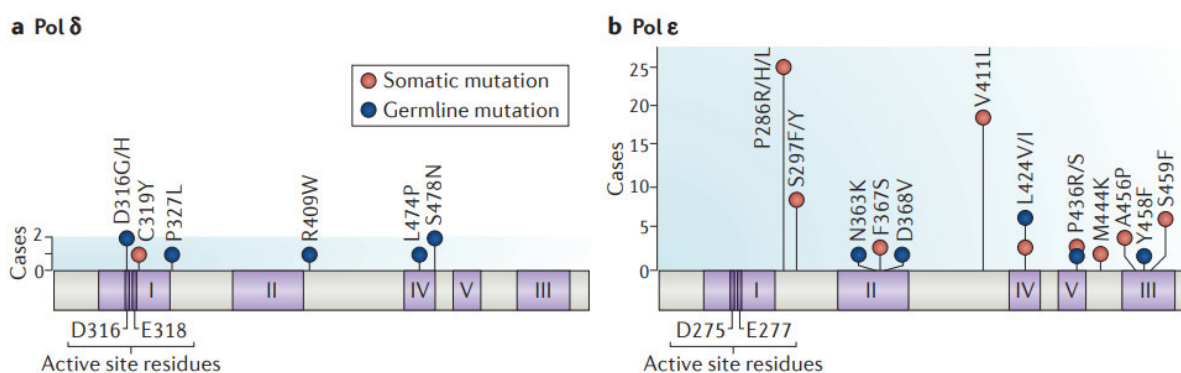 a Pol δ
Somatic mutation
Germline mutation
Cases
2
1
0
D316G/H
C319Y
P327L
R409W
L474P
S478N
I
II
IV
V
III
D316
E318
Active site residues
b Pol ε
Cases
25
20
15
10
5
0
P286R/H/L
S297F/Y
N363K
F367S
D368V
V411L
L424V/I
P436R/S
M444K
A456P
Y458F
S459F
I
II
IV
V
III
D275
E277
Active site residues